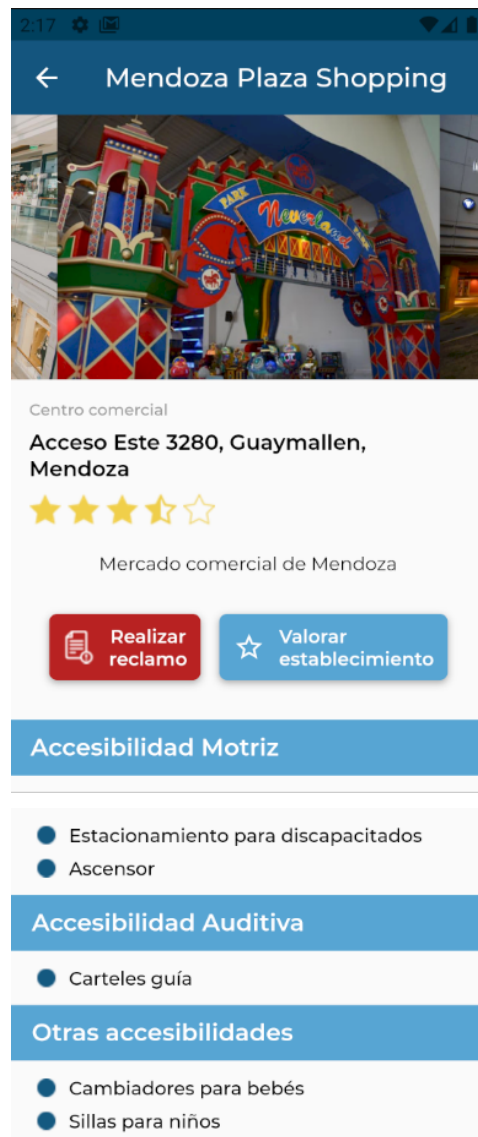 2:17
Mendoza Plaza Shopping
PARK
Neverland
PARK
Centro comercial
Acceso Este 3280, Guaymallen,
Mendoza
Mercado comercial de Mendoza
Realizar
reclamo
Valorar
establecimiento
Accesibilidad Motriz
Estacionamiento para discapacitados
Ascensor
Accesibilidad Auditiva
Carteles guía
Otras accesibilidades
Cambiadores para bebés
Sillas para niños